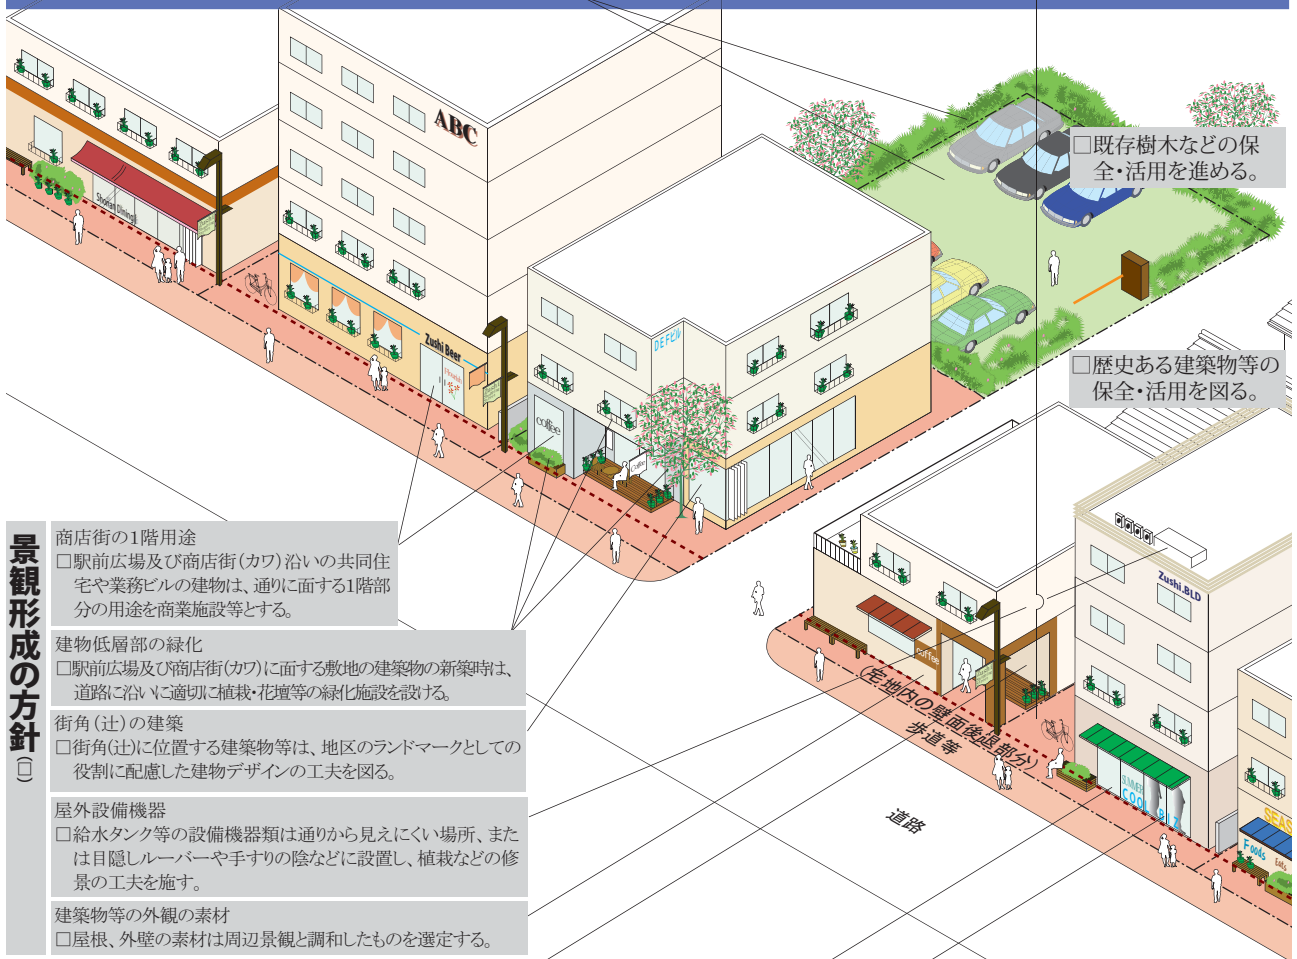 ABC
Shonan Dining
Zushi Beer
Florist
DEFビル
coffee
Coffee
□既存樹木などの保
全・活用を進める。
□歴史ある建築物等の
保全・活用を図る。
Zushi.BLD
coffee
SUMMER
COOL BIZ
SEAS
Foods
Eats
(宅地内の壁面後退部分)
歩道等
道路
景観形成の方針(□)
商店街の1階用途
□駅前広場及び商店街(カワ)沿いの共同住
宅や業務ビルの建物は、通りに面する1階部
分の用途を商業施設等とする。
建物低層部の緑化
□駅前広場及び商店街(カワ)に面する敷地の建築物の新築時は、
道路に沿いに適切に植栽・花壇等の緑化施設を設ける。
街角(辻)の建築
□街角(辻)に位置する建築物等は、地区のランドマークとしての
役割に配慮した建物デザインの工夫を図る。
屋外設備機器
□給水タンク等の設備機器類は通りから見えにくい場所、また
は目隠しルーバーや手すりの陰などに設置し、植栽などの修
景の工夫を施す。
建築物等の外観の素材
□屋根、外壁の素材は周辺景観と調和したものを選定する。